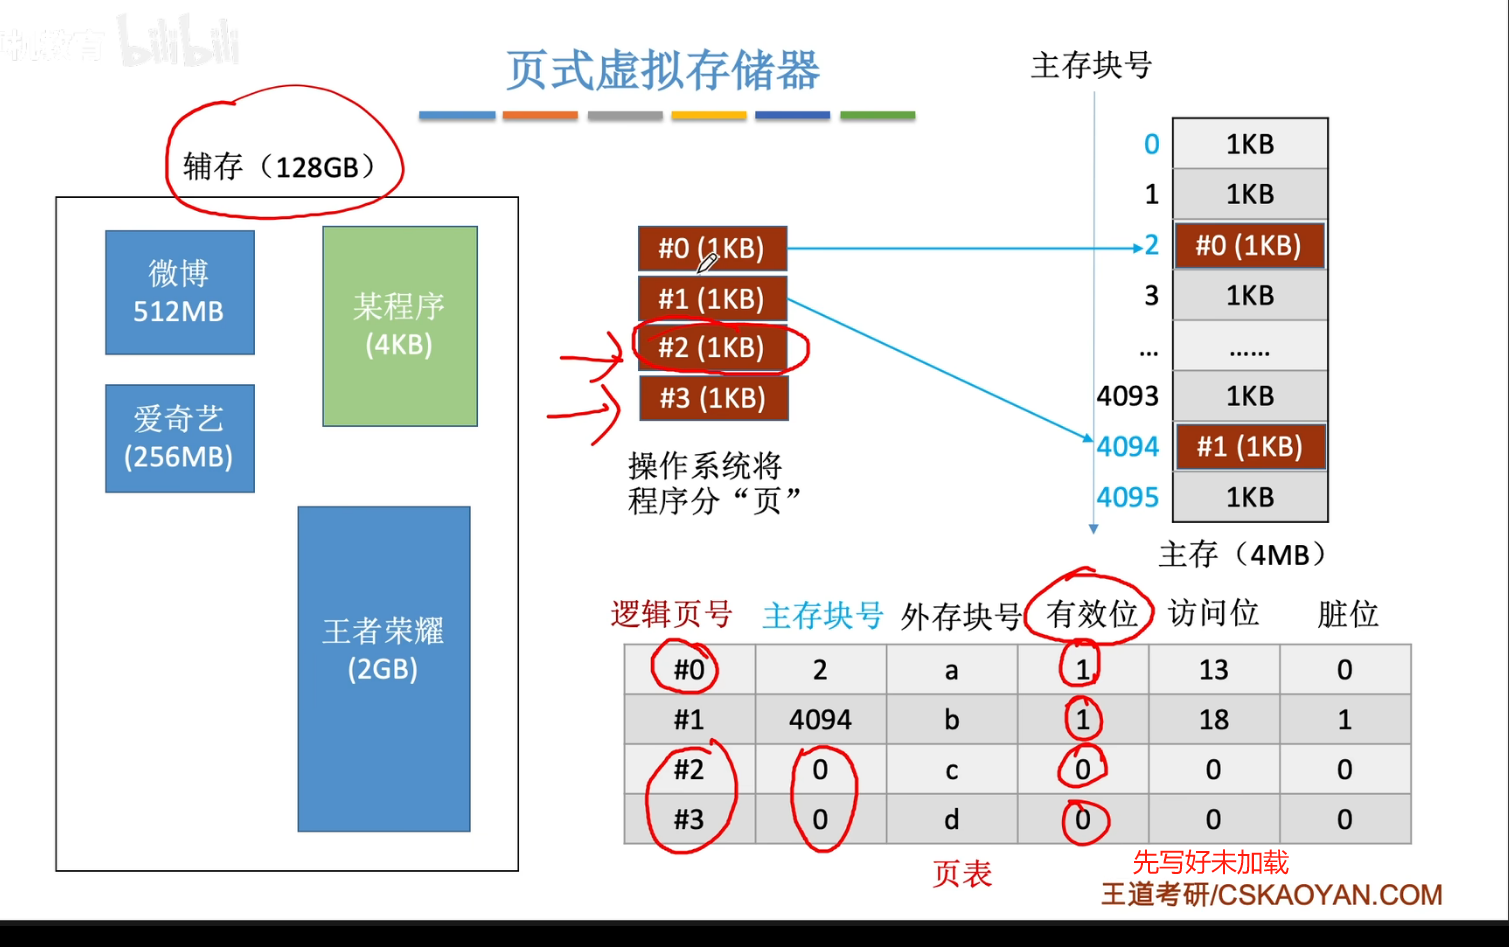 bilibili
页式虚拟存储器
主存块号
辅存（128GB）
微博
512MB
某程序
(4KB)
爱奇艺
(256MB)
王者荣耀
(2GB)
#0 (1KB)
#1 (1KB)
#2 (1KB)
#3 (1KB)
操作系统将
程序分“页”
0 1KB
1 1KB
2 #0 (1KB)
3 1KB
... ......
4093 1KB
4094 #1 (1KB)
4095 1KB
主存（4MB）
逻辑页号 主存块号 外存块号 有效位 访问位 脏位
#0 2 a 1 13 0
#1 4094 b 1 18 1
#2 0 c 0 0 0
#3 0 d 0 0 0
页表
先写好未加载
王道考研/CSKAOYAN.COM